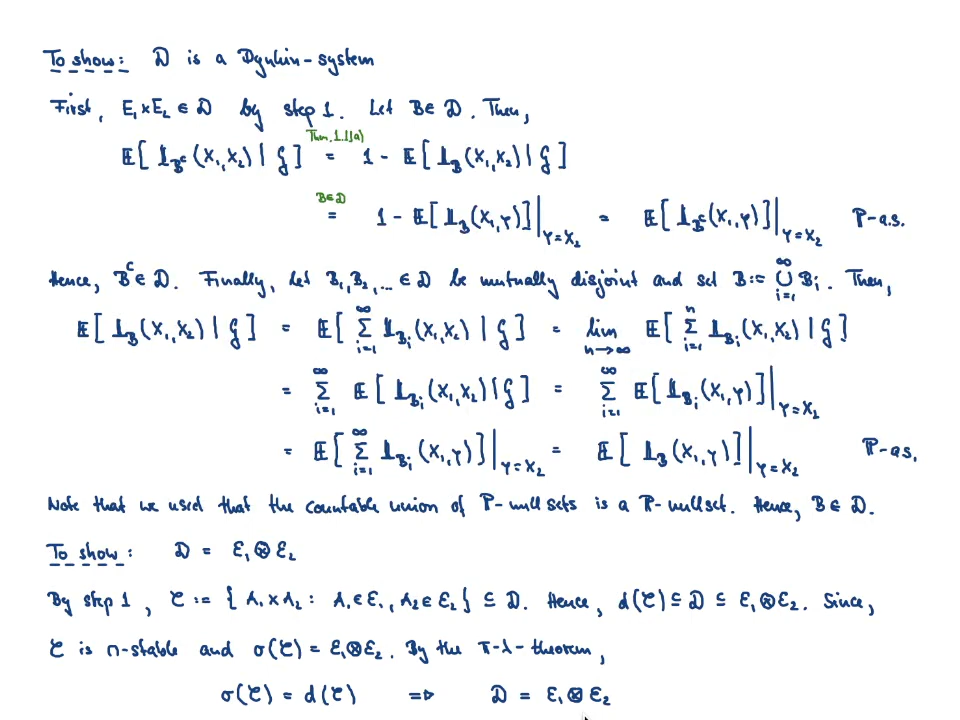 To show: D is a Dynkin-system
First, E₁×E₂ ∈ D by step 1. Let B ∈ D. Then,
Thm. 1.1(a)
E[ 1_{B^c}(X₁,X₂) | G ] = 1 - E[ 1_B(X₁,X₂) | G ]
B∈D
= 1 - E[ 1_B(X₁,y) ]|_{y=X₂} = E[ 1_{B^c}(X₁,y) ]|_{y=X₂} P-a.s.
Hence, B^c ∈ D. Finally, let B₁,B₂,... ∈ D be mutually disjoint and set B := ∪_{i=1}^∞ B_i. Then,
E[ 1_B(X₁,X₂) | G ] = E[ Σ_{i=1}^∞ 1_{B_i}(X₁,X₂) | G ] = lim_{n→∞} E[ Σ_{i=1}^n 1_{B_i}(X₁,X₂) | G ]
= Σ_{i=1}^∞ E[ 1_{B_i}(X₁,X₂) | G ] = Σ_{i=1}^∞ E[ 1_{B_i}(X₁,y) ]|_{y=X₂}
= E[ Σ_{i=1}^∞ 1_{B_i}(X₁,y) ]|_{y=X₂} = E[ 1_B(X₁,y) ]|_{y=X₂} P-a.s.
Note that we used that the countable union of P-null sets is a P-nullset. Hence, B ∈ D.
To show: D = E₁⊗E₂
By step 1, C := { A₁×A₂ : A₁∈E₁, A₂∈E₂ } ⊆ D. Hence, d(C) ⊆ D ⊆ E₁⊗E₂. Since,
C is ∩-stable and σ(C) = E₁⊗E₂. By the π-λ-theorem,
σ(C) = d(C) ⇒ D = E₁⊗E₂